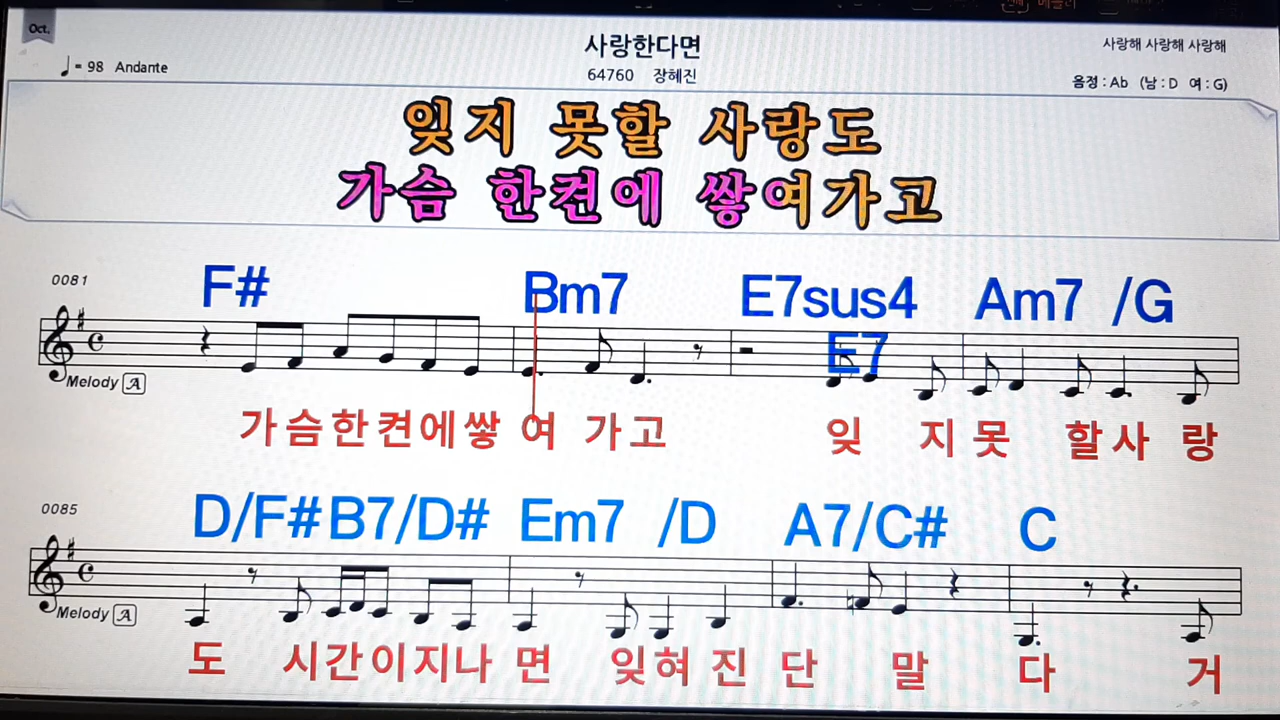 Oct.
사랑한다면
사랑해 사랑해 사랑해
♩= 98 Andante
64760 장혜진
음정 : Ab (남 : D 여 : G)
잊지 못할 사랑도
가슴 한켠에 쌓여가고
0081
F# Bm7 E7sus4 E7 Am7 /G
Melody A
가슴한켠에쌓 여 가고 잊 지못 할사 랑
0085
D/F# B7/D# Em7 /D A7/C# C
Melody A
도 시간이지나 면 잊혀 진 단 말 다 거